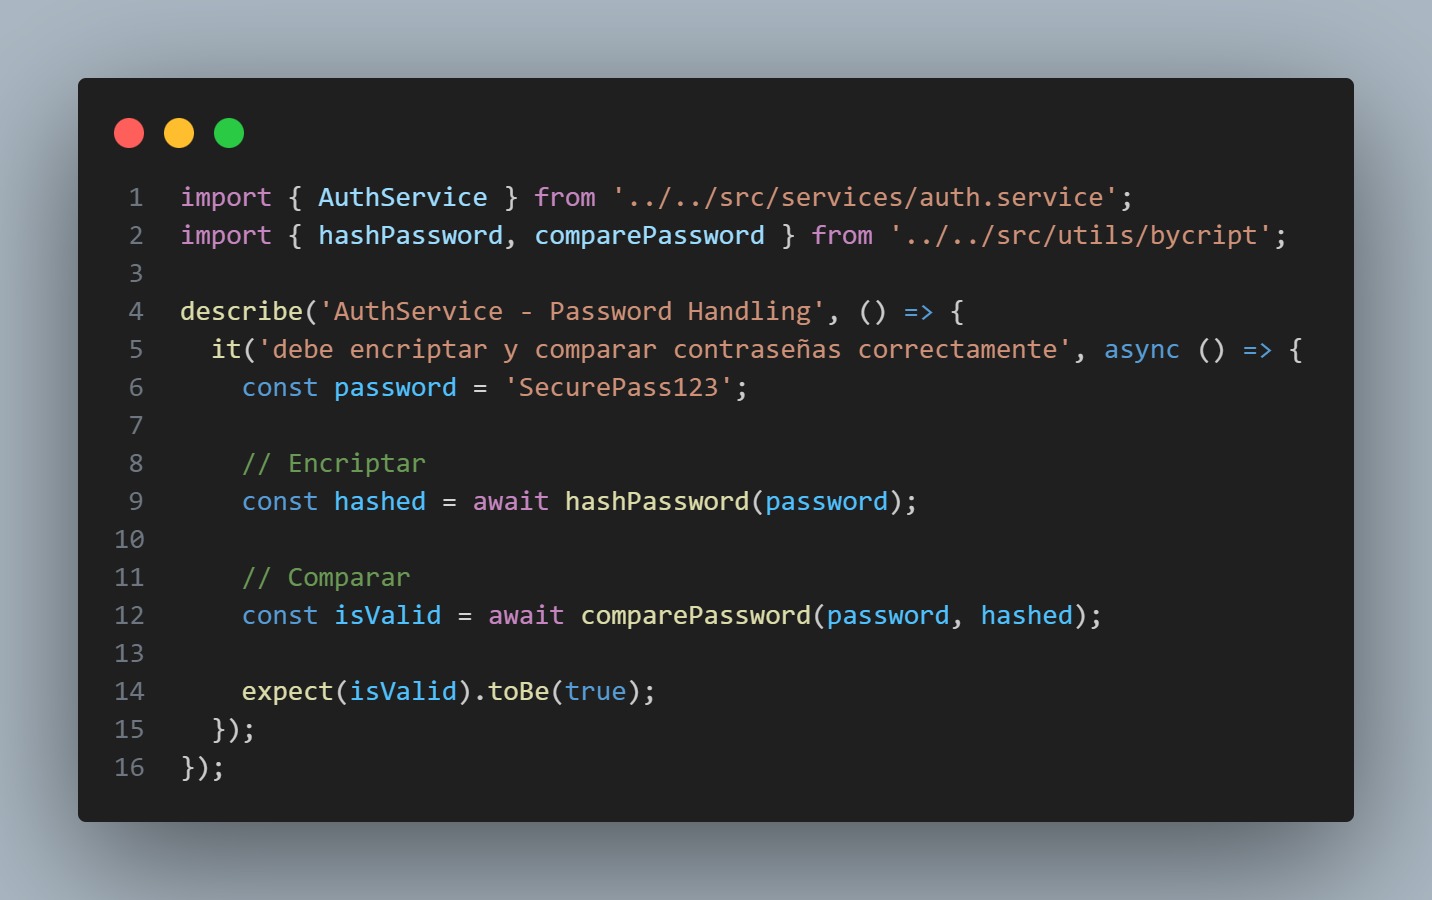 1 import { AuthService } from '../../src/services/auth.service';
2 import { hashPassword, comparePassword } from '../../src/utils/bycript';
3
4 describe('AuthService - Password Handling', () => {
5   it('debe encriptar y comparar contraseñas correctamente', async () => {
6     const password = 'SecurePass123';
7
8     // Encriptar
9     const hashed = await hashPassword(password);
10
11     // Comparar
12     const isValid = await comparePassword(password, hashed);
13
14     expect(isValid).toBe(true);
15   });
16 });